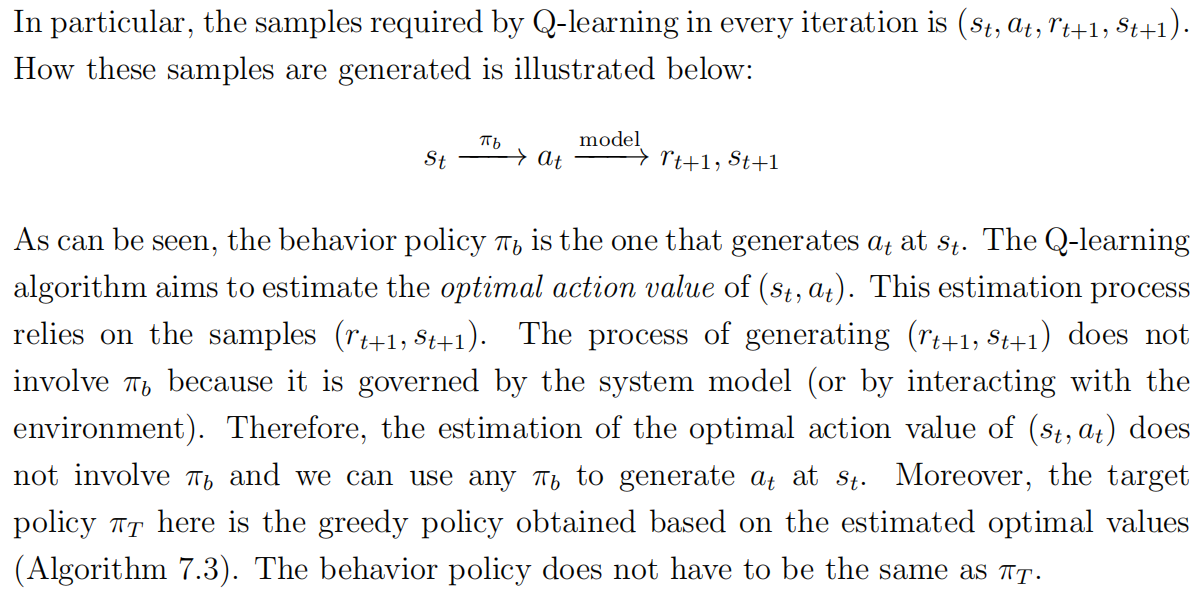 In particular, the samples required by Q-learning in every iteration is (s_t, a_t, r_{t+1}, s_{t+1}).
How these samples are generated is illustrated below:
s_t \xrightarrow{π_b} a_t \xrightarrow{model} r_{t+1}, s_{t+1}
As can be seen, the behavior policy π_b is the one that generates a_t at s_t. The Q-learning
algorithm aims to estimate the optimal action value of (s_t, a_t). This estimation process
relies on the samples (r_{t+1}, s_{t+1}). The process of generating (r_{t+1}, s_{t+1}) does not
involve π_b because it is governed by the system model (or by interacting with the
environment). Therefore, the estimation of the optimal action value of (s_t, a_t) does
not involve π_b and we can use any π_b to generate a_t at s_t. Moreover, the target
policy π_T here is the greedy policy obtained based on the estimated optimal values
(Algorithm 7.3). The behavior policy does not have to be the same as π_T.